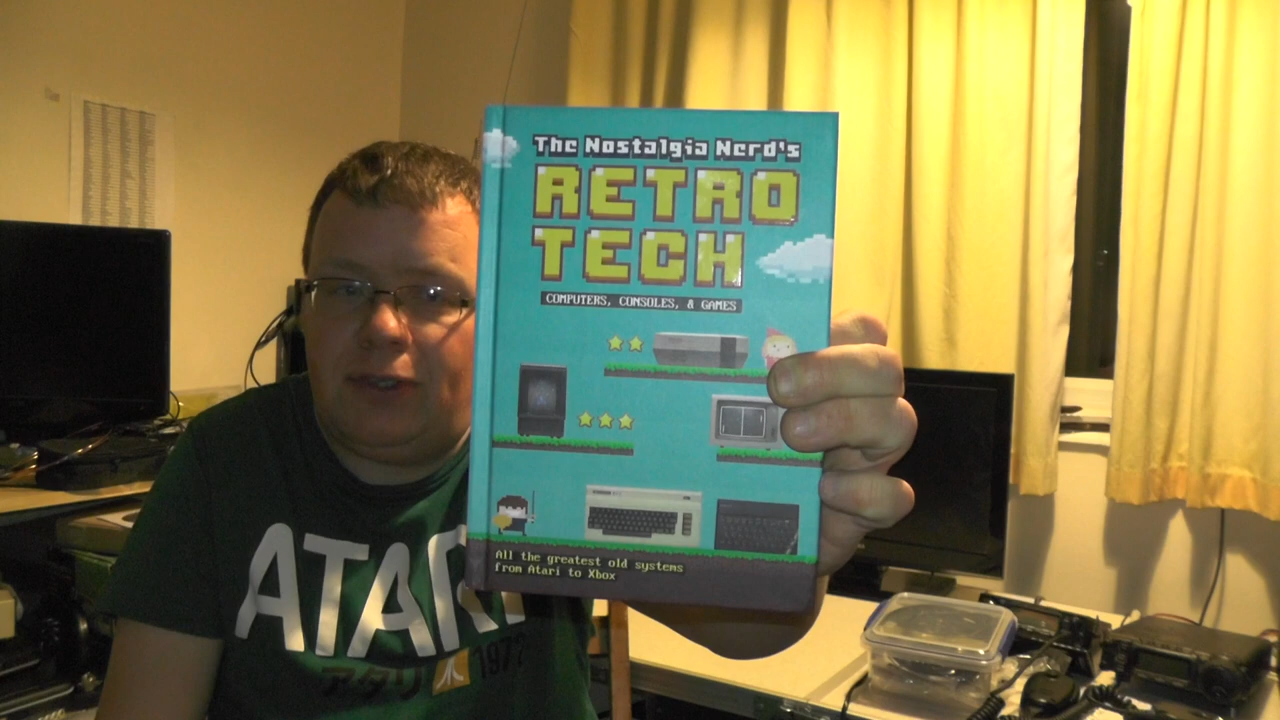 The Nostalgia Nerd's
RETRO
TECH
COMPUTERS, CONSOLES, & GAMES
All the greatest old systems
from Atari to Xbox
ATARI
アタリ 1972